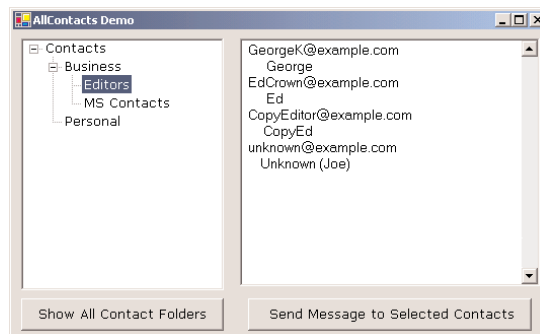 AllContacts Demo
Contacts
Business
Editors
MS Contacts
Personal
GeorgeK@example.com
George
EdCrown@example.com
Ed
CopyEditor@example.com
CopyEd
unknown@example.com
Unknown (Joe)
Show All Contact Folders
Send Message to Selected Contacts